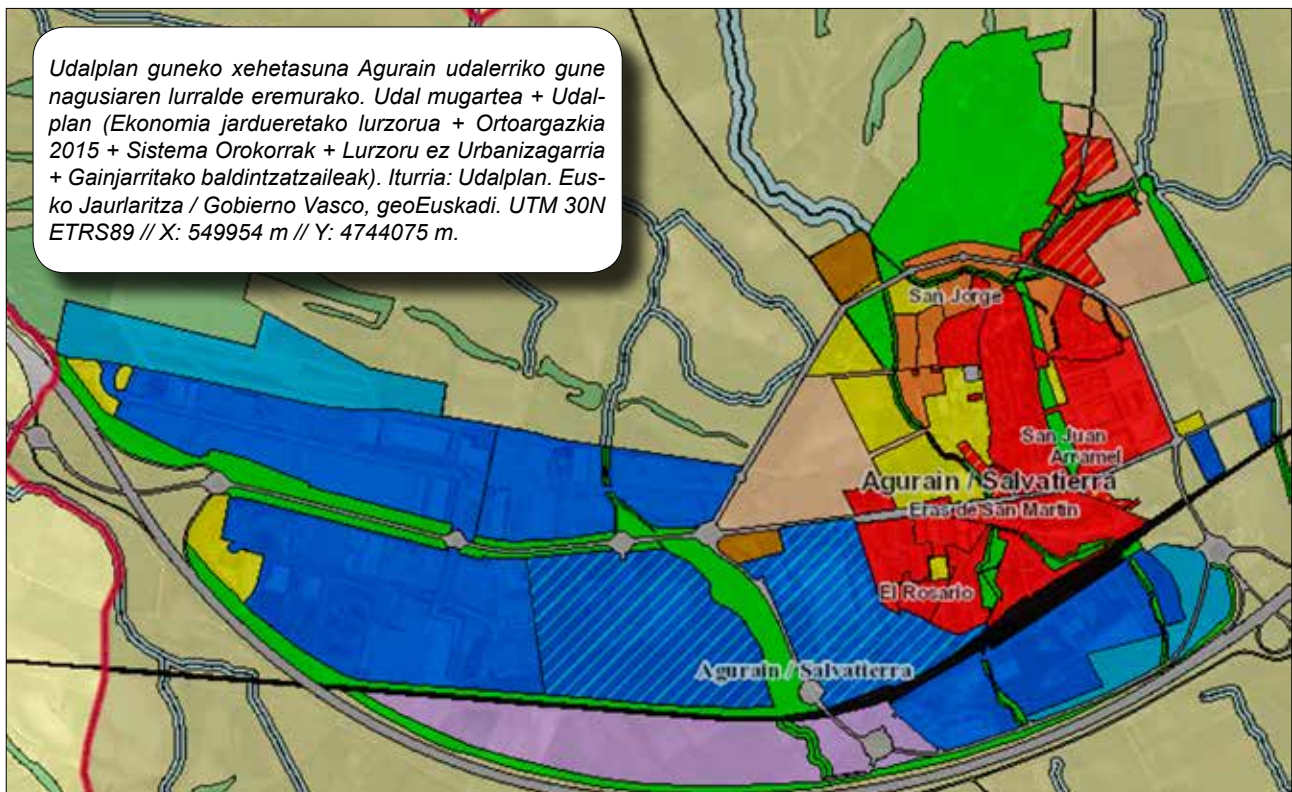 Udalplan guneko xehetasuna Agurain udalerriko gune
nagusiaren lurralde eremurako. Udal mugartea + Udal-
plan (Ekonomia jardueretako lurzorua + Ortoargazkia
2015 + Sistema Orokorrak + Lurzoru ez Urbanizagarria
+ Gainjarritako baldintzatzaileak). Iturria: Udalplan. Eus-
ko Jaurlaritza / Gobierno Vasco, geoEuskadi. UTM 30N
ETRS89 // X: 549954 m // Y: 4744075 m.
San Jorge
San Juan
Arramel
Agurain / Salvatierra
Eras de San Martin
El Rosario
Agurain / Salvatierra